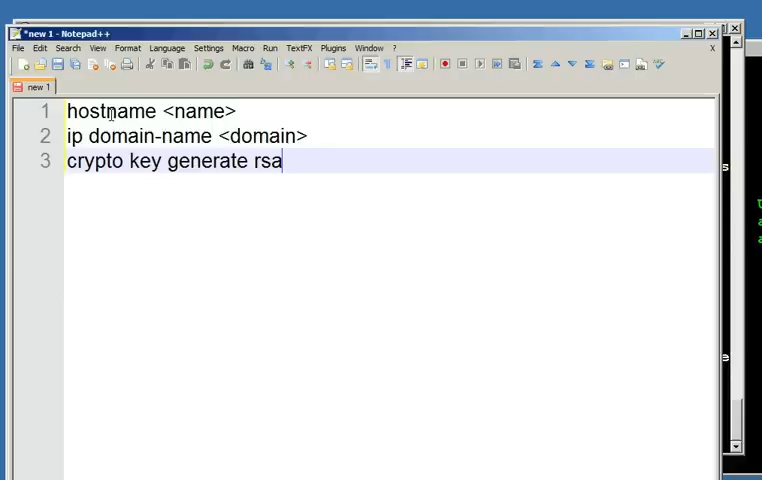 *new 1 - Notepad++
File Edit Search View Format Language Settings Macro Run TextFX Plugins Window ? X
new 1
1 hostname <name>
2 ip domain-name <domain>
3 crypto key generate rsa
s
e